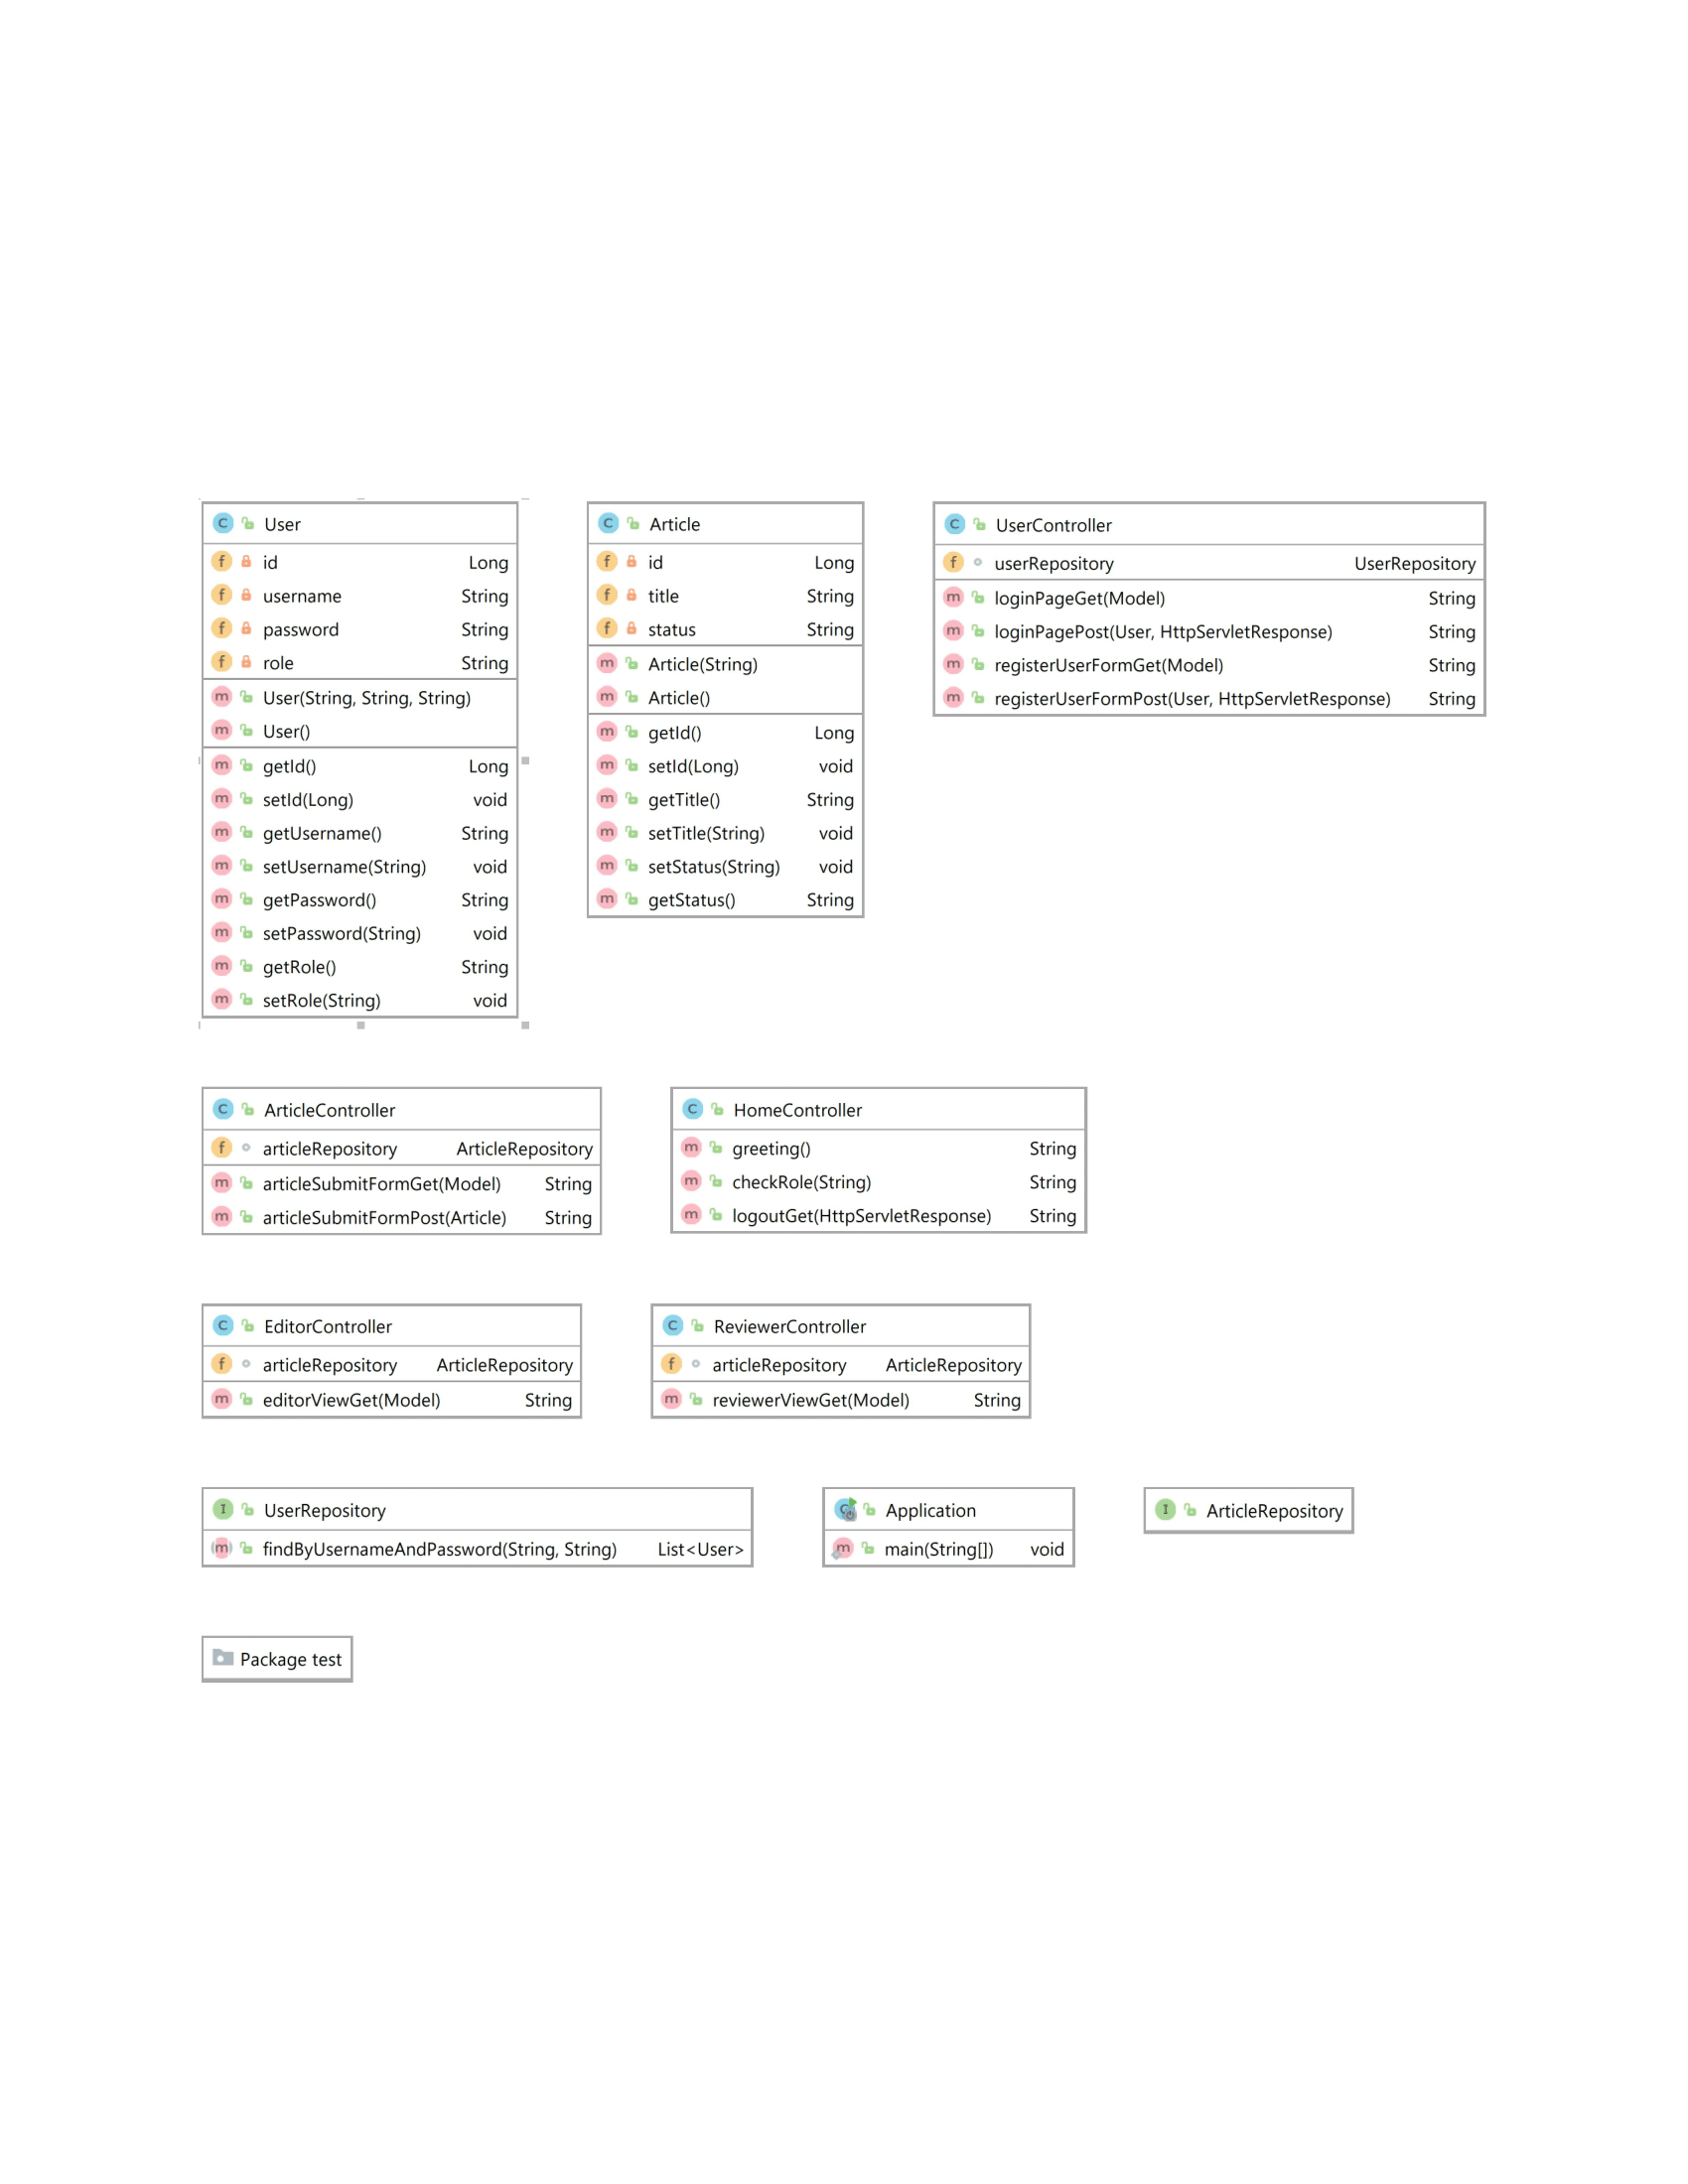 User
id Long
username String
password String
role String
User(String, String, String)
User()
getId() Long
setId(Long) void
getUsername() String
setUsername(String) void
getPassword() String
setPassword(String) void
getRole() String
setRole(String) void
Article
id Long
title String
status String
Article(String)
Article()
getId() Long
setId(Long) void
getTitle() String
setTitle(String) void
setStatus(String) void
getStatus() String
UserController
userRepository UserRepository
loginPageGet(Model) String
loginPagePost(User, HttpServletResponse) String
registerUserFormGet(Model) String
registerUserFormPost(User, HttpServletResponse) String
ArticleController
articleRepository ArticleRepository
articleSubmitFormGet(Model) String
articleSubmitFormPost(Article) String
HomeController
greeting() String
checkRole(String) String
logoutGet(HttpServletResponse) String
EditorController
articleRepository ArticleRepository
editorViewGet(Model) String
ReviewerController
articleRepository ArticleRepository
reviewerViewGet(Model) String
UserRepository
findByUsernameAndPassword(String, String) List<User>
Application
main(String[]) void
ArticleRepository
Package test